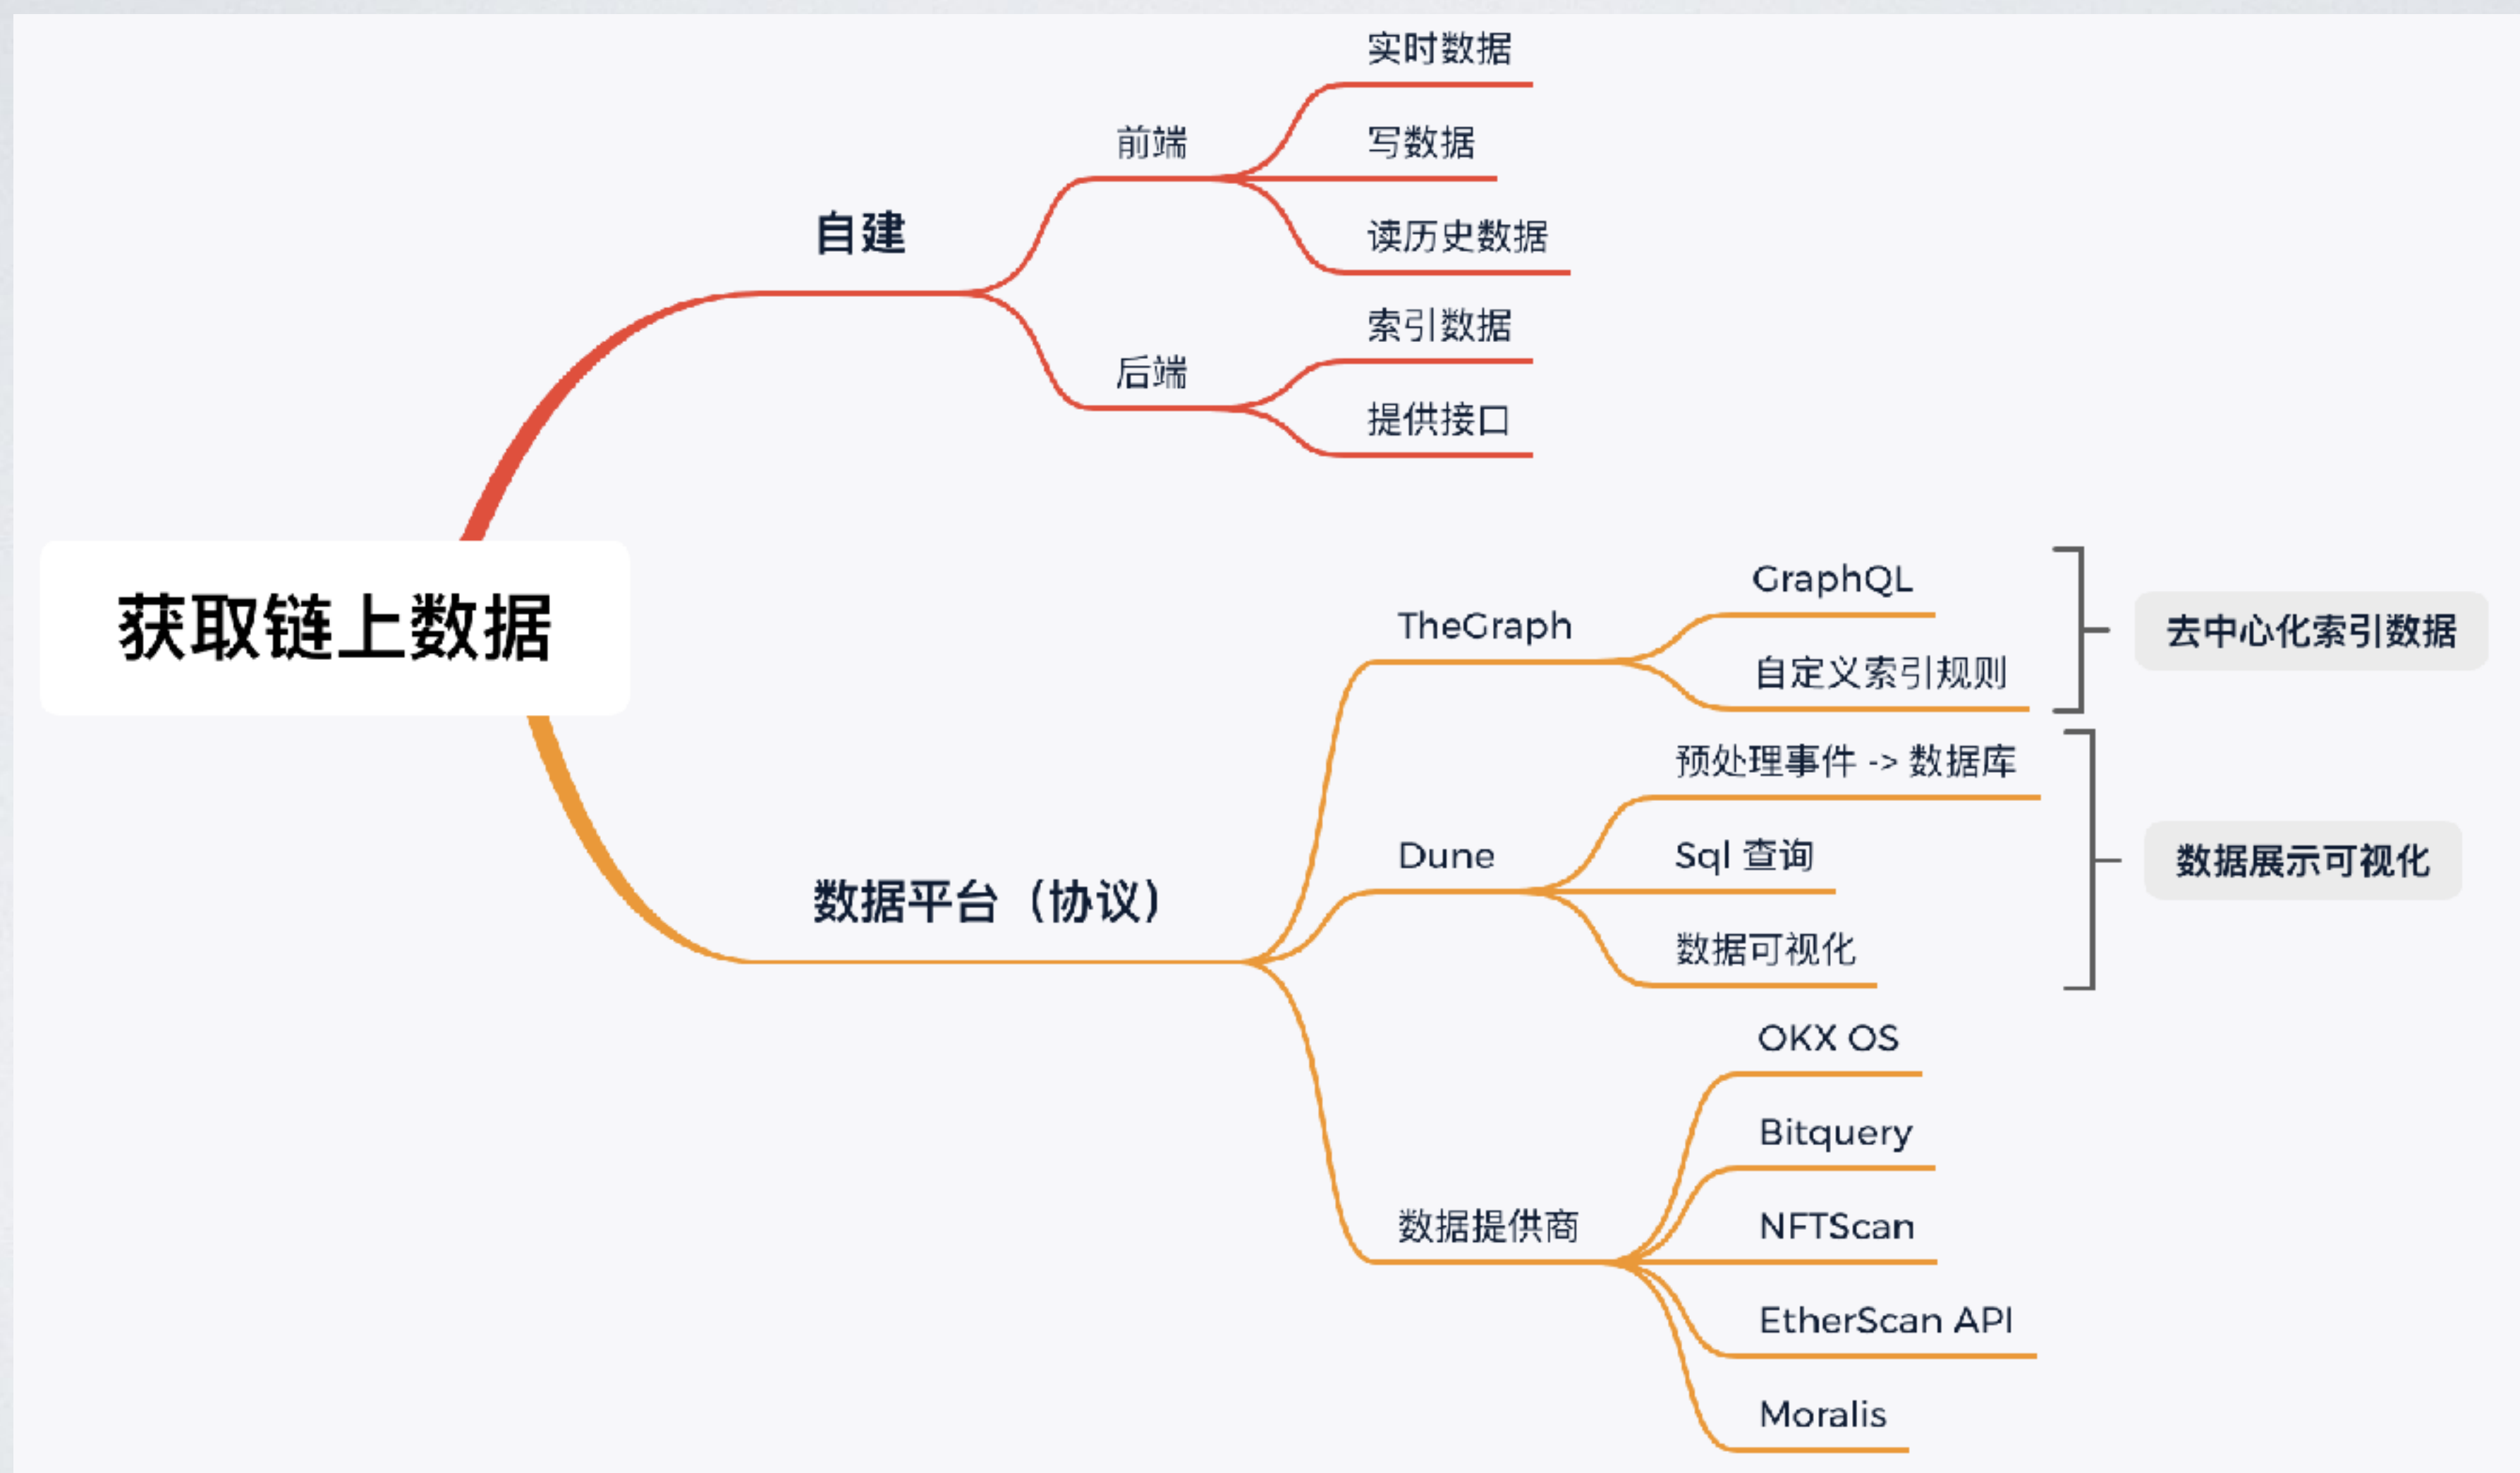 获取链上数据
自建
前端
实时数据
写数据
读历史数据
后端
索引数据
提供接口
数据平台（协议）
TheGraph
GraphQL
自定义索引规则
去中心化索引数据
Dune
预处理事件 -> 数据库
Sql 查询
数据可视化
数据展示可视化
数据提供商
OKX OS
Bitquery
NFTScan
EtherScan API
Moralis